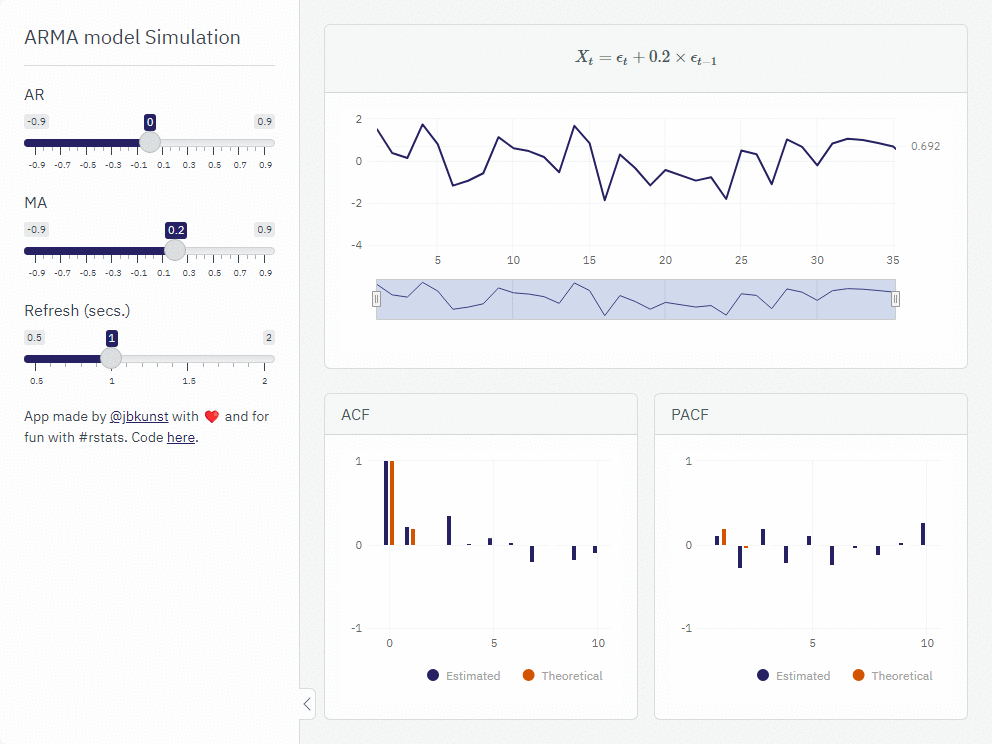 ARMA model Simulation
AR
-0.9 0 0.9
-0.9 -0.7 -0.5 -0.3 -0.1 0.1 0.3 0.5 0.7 0.9
MA
-0.9 0.2 0.9
-0.9 -0.7 -0.5 -0.3 -0.1 0.1 0.3 0.5 0.7 0.9
Refresh (secs.)
0.5 1 2
0.5 1 1.5 2
App made by @jbkunst with ❤️ and for
fun with #rstats. Code here.
Xₜ = ϵₜ + 0.2 × ϵₜ₋₁
2
0
-2
-4
0.692
5 10 15 20 25 30 35
ACF
1
0
-1
0 5 10
Estimated Theoretical
PACF
1
0
-1
5 10
Estimated Theoretical